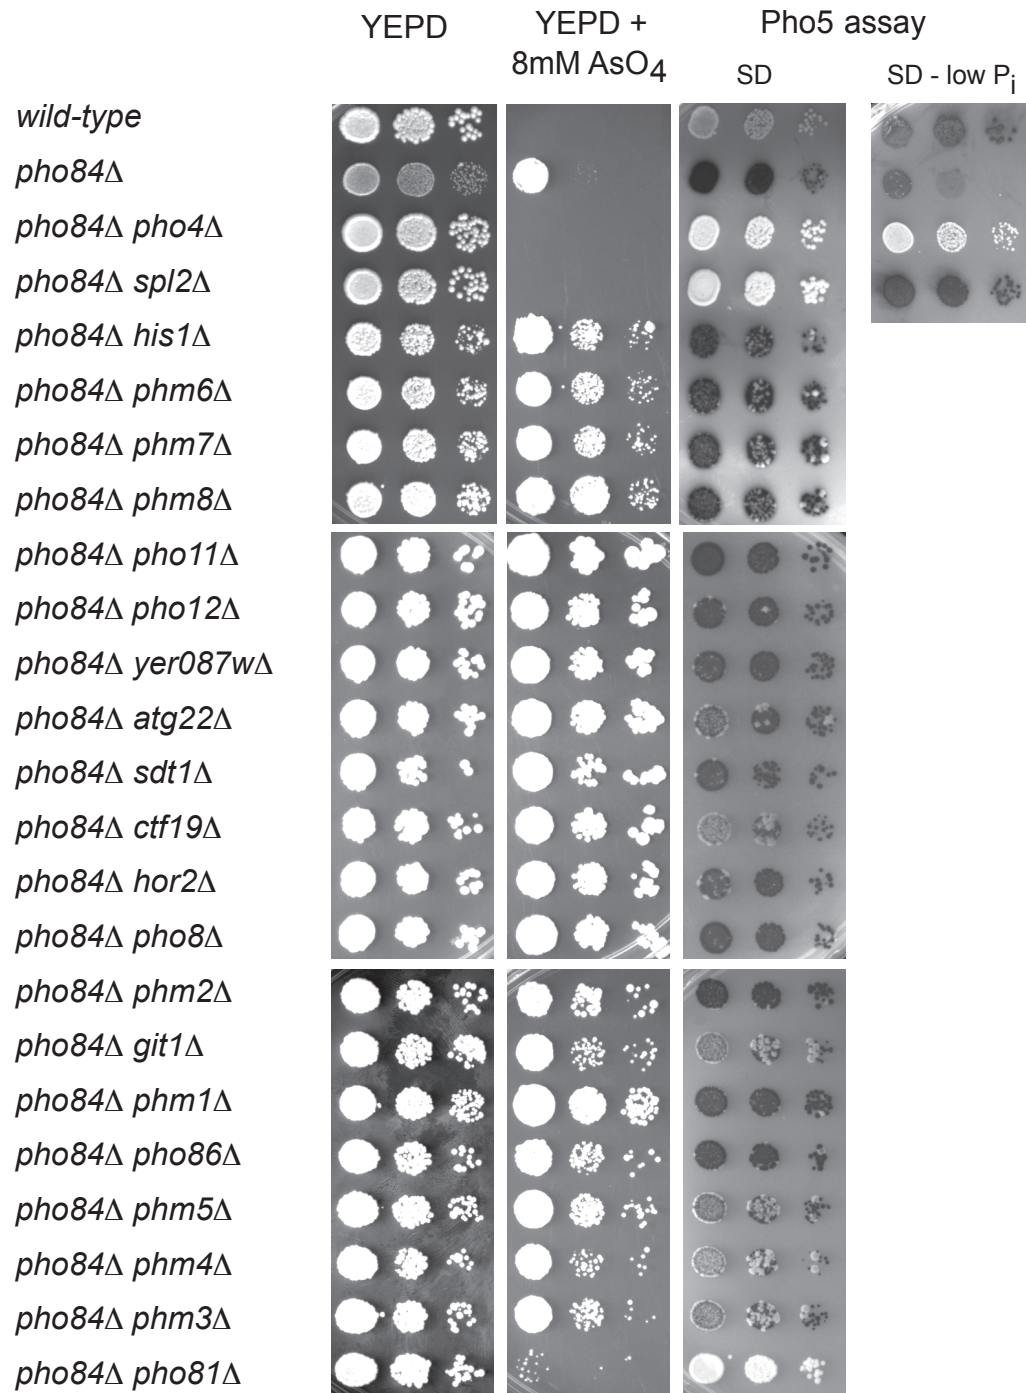 YEPD
YEPD +
8mM AsO4
Pho5 assay
SD
SD - low Pi
wild-type
pho84Δ
pho84Δ pho4Δ
pho84Δ spl2Δ
pho84Δ his1Δ
pho84Δ phm6Δ
pho84Δ phm7Δ
pho84Δ phm8Δ
pho84Δ pho11Δ
pho84Δ pho12Δ
pho84Δ yer087wΔ
pho84Δ atg22Δ
pho84Δ sdt1Δ
pho84Δ ctf19Δ
pho84Δ hor2Δ
pho84Δ pho8Δ
pho84Δ phm2Δ
pho84Δ git1Δ
pho84Δ phm1Δ
pho84Δ pho86Δ
pho84Δ phm5Δ
pho84Δ phm4Δ
pho84Δ phm3Δ
pho84Δ pho81Δ